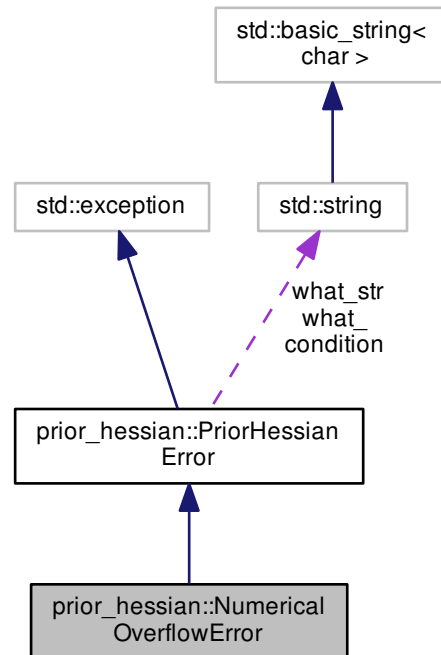 std::basic_string<
char >
std::exception
std::string
what_str
what_
condition
prior_hessian::PriorHessian
Error
prior_hessian::Numerical
OverflowError